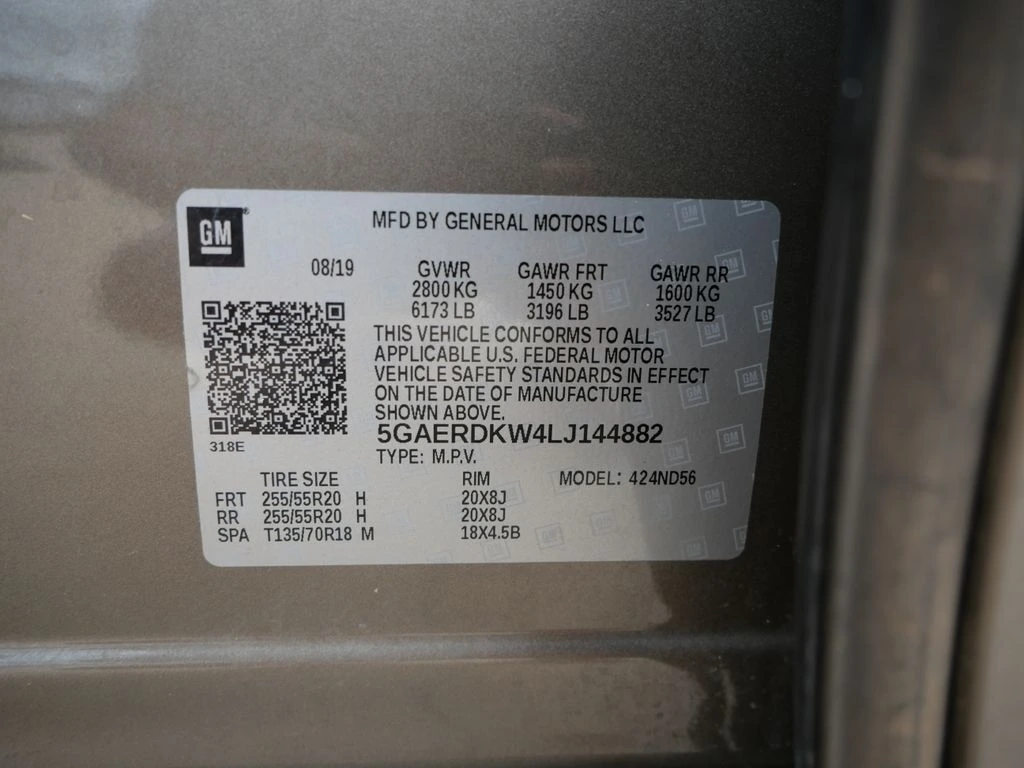 GM
MFD BY GENERAL MOTORS LLC
08/19 GVWR GAWR FRT GAWR RR
2800 KG 1450 KG 1600 KG
6173 LB 3196 LB 3527 LB
THIS VEHICLE CONFORMS TO ALL
APPLICABLE U.S. FEDERAL MOTOR
VEHICLE SAFETY STANDARDS IN EFFECT
ON THE DATE OF MANUFACTURE
SHOWN ABOVE.
5GAERDKW4LJ144882
318E
TYPE: M.P.V.
TIRE SIZE RIM MODEL: 424ND56
FRT 255/55R20 H 20X8J
RR 255/55R20 H 20X8J
SPA T135/70R18 M 18X4.5B